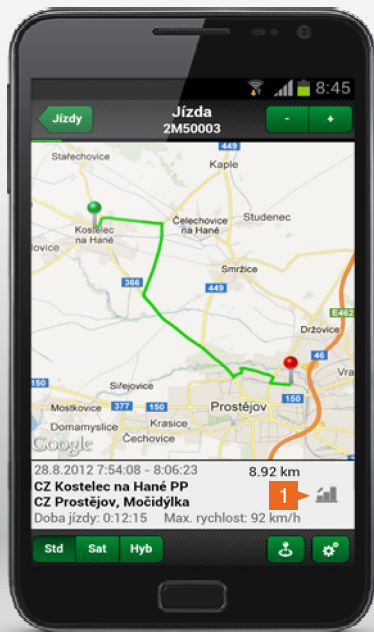 8:45
Jízdy
Jízda
2M50003
-
+
449
Stařechovice
Kaple
Kostelec
na Hané
Čelechovice
na Hané
Studenec
lovice
Smržice
366
449
E462
Držovice
46
Vra
150
Střejovice
150
Mostkovice
377
150
Prostějov
Domamyslice
Krasice
Čechovice
Google
28.8.2012 7:54:08 - 8:06:23
8.92 km
CZ Kostelec na Hané PP
1
CZ Prostějov, Močidýlka
Doba jízdy: 0:12:15
Max. rychlost: 92 km/h
Std
Sat
Hyb